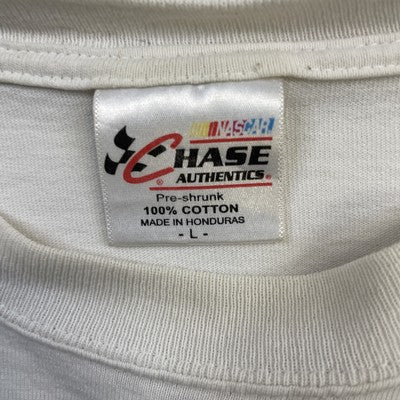 NASCAR
CHASE
AUTHENTICS®
®
Pre-shrunk
100% COTTON
MADE IN HONDURAS
- L -